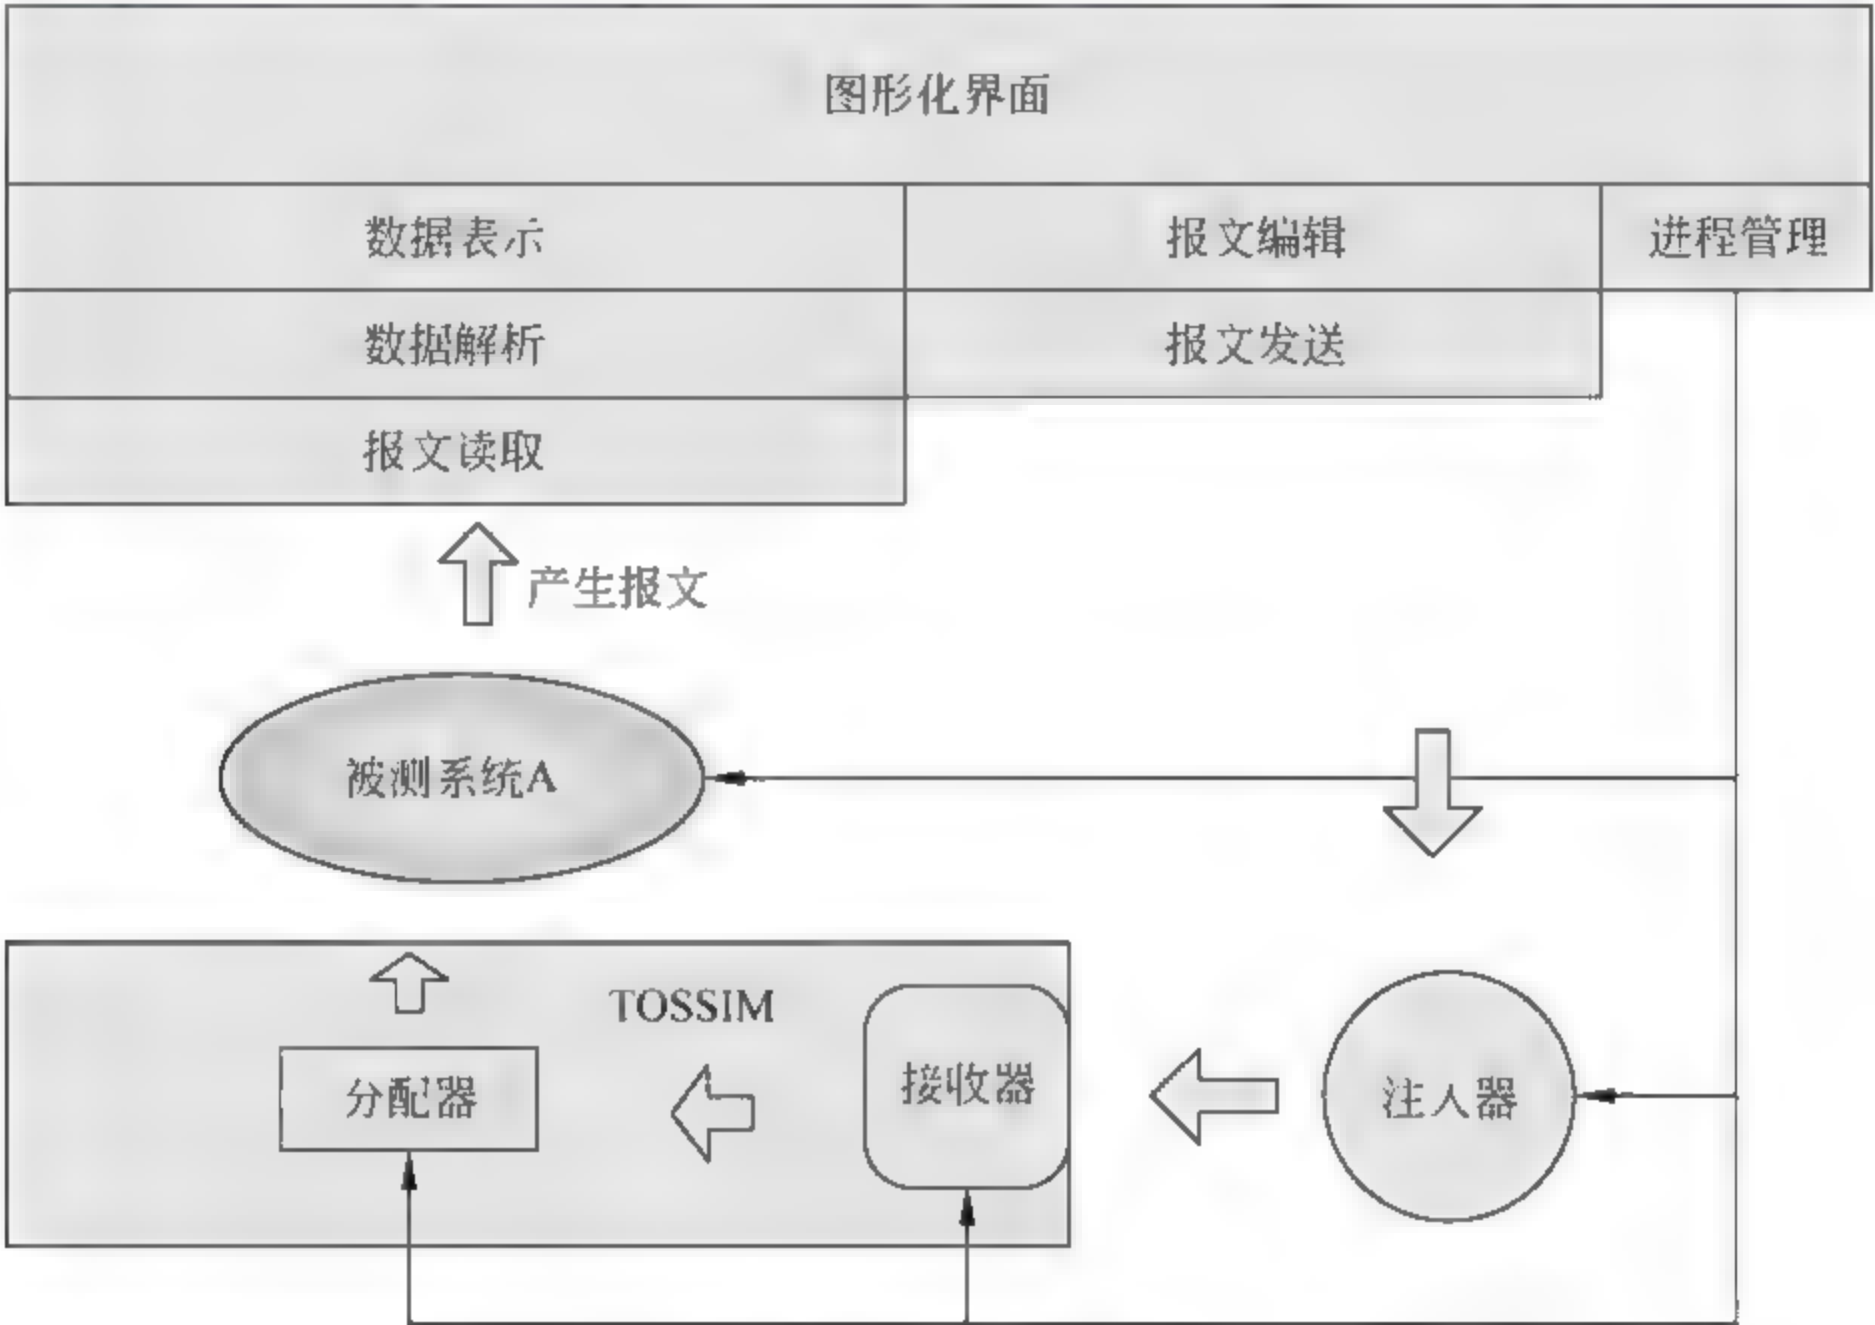 图形化界面
数据表示
报文编辑
进程管理
数据解析
报文发送
报文读取
产生报文
被测系统A
TOSSIM
接收器
分配器
注人器